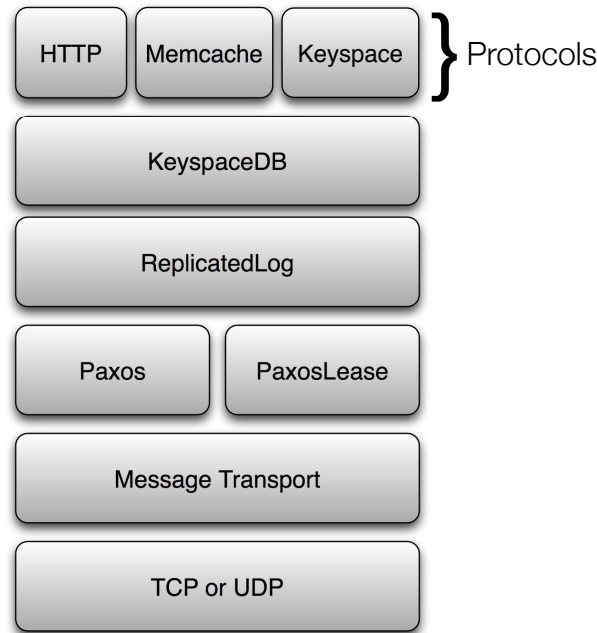 HTTP Memcache Keyspace } Protocols
KeyspaceDB
ReplicatedLog
Paxos PaxosLease
Message Transport
TCP or UDP